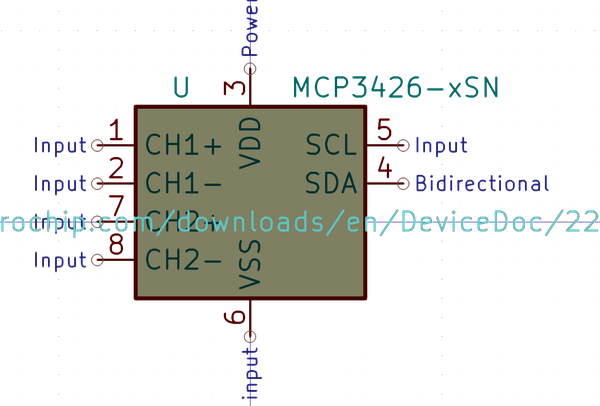 Power
U MCP3426-xSN
3
Input 1 CH1+ VDD SCL 5 Input
Input 2 CH1- SDA 4 Bidirectional
Input 7 CH2+
rochip.com/downloads/en/DeviceDoc/22
Input 8 CH2- VSS
6
input